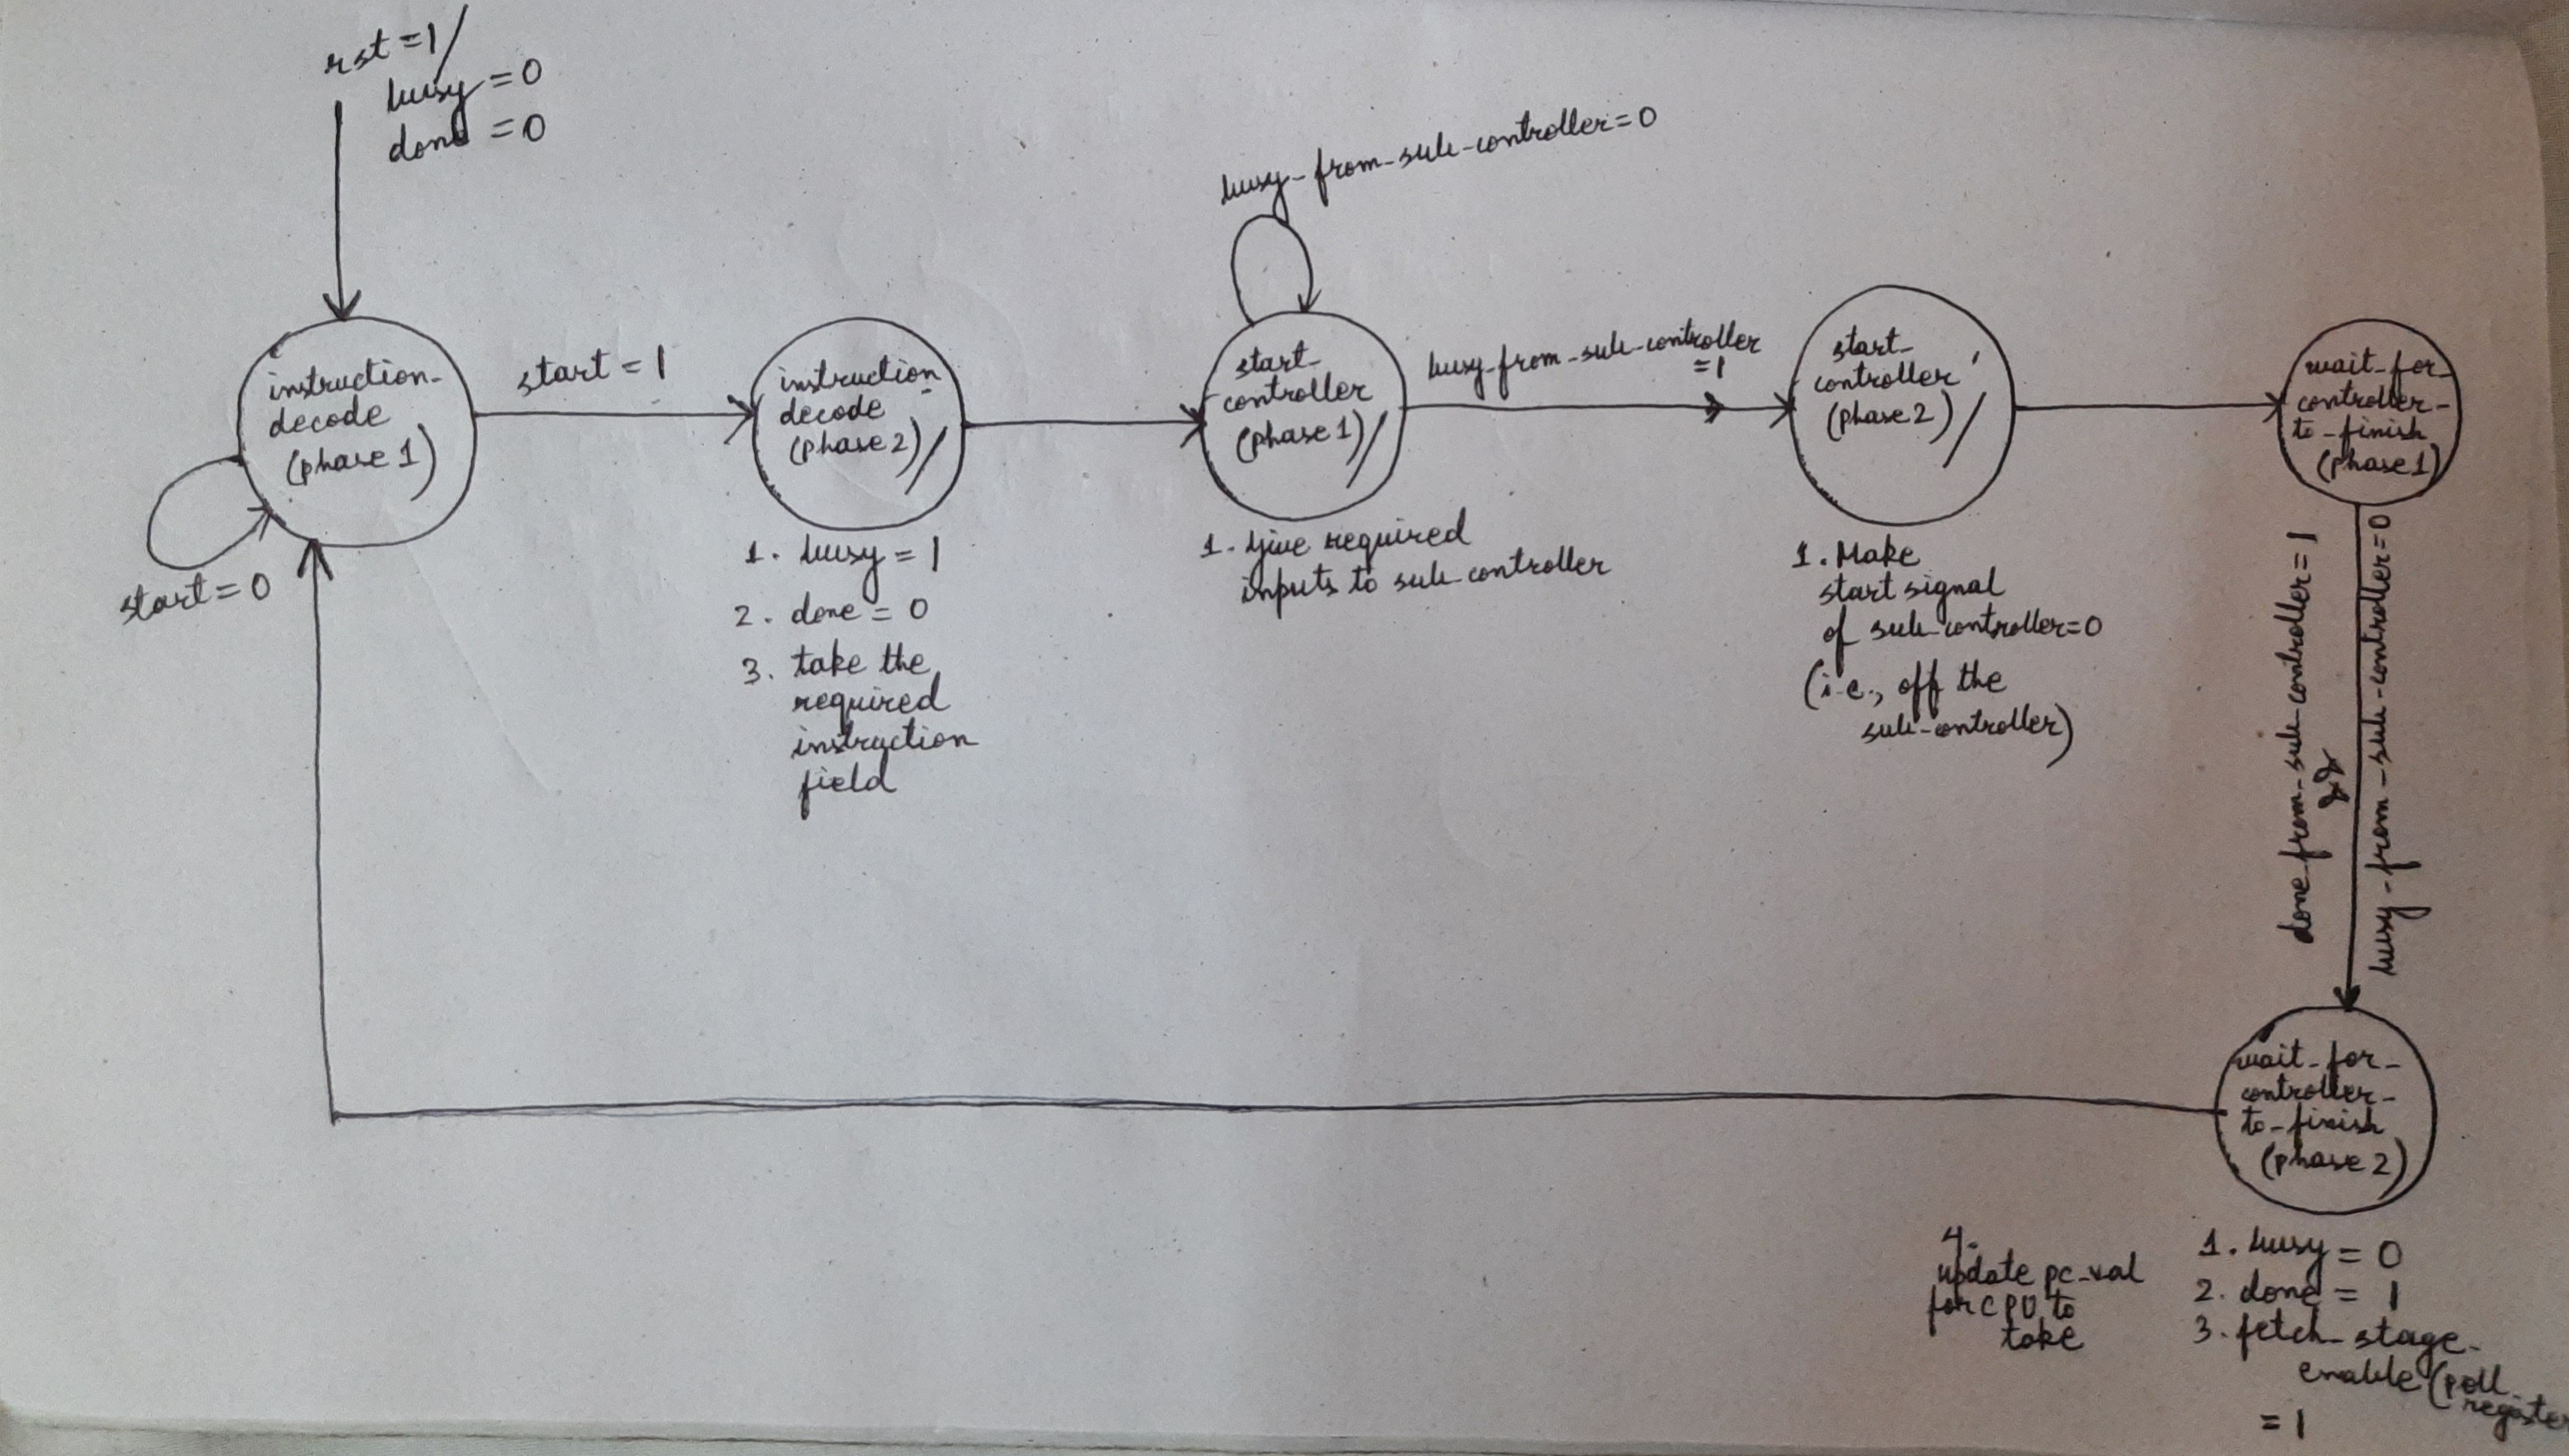 rst = 1/
busy = 0
done = 0
instruction-
decode
(phase 1)
start = 0
start = 1
instruction-
decode
(phase 2)/
1. busy = 1
2. done = 0
3. take the
required
instruction
field
busy-from-sub-controller=0
start-
controller
(phase 1)/
1. Give required
inputs to sub-controller
busy-from-sub-controller
=1
start-
controller
(phase 2)/
1. Make
start signal
of sub-controller=0
(i.e., off the
sub-controller)
wait-for-
controller-
to-finish
(phase 1)
done-from-sub-controller=1
&&
busy-from-sub-controller=0
wait-for-
controller-
to-finish
(phase 2)
1. busy = 0
2. done = 1
3. fetch-stage-
enable (poll
register
= 1
4.
update pc-val
for CPU to
take